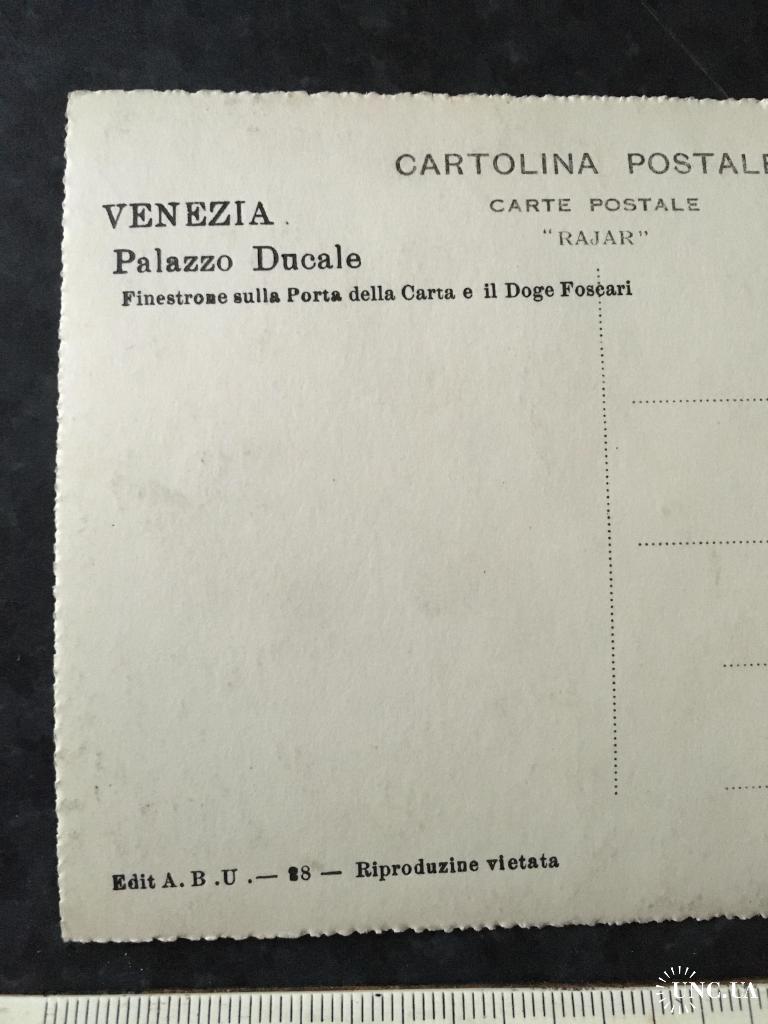 CARTOLINA POSTALE
CARTE POSTALE
"RAJAR"
VENEZIA.
Palazzo Ducale
Finestrone sulla Porta della Carta e il Doge Foscari
Edit A. B .U .— 28 — Riproduzine vietata
UNC.UA